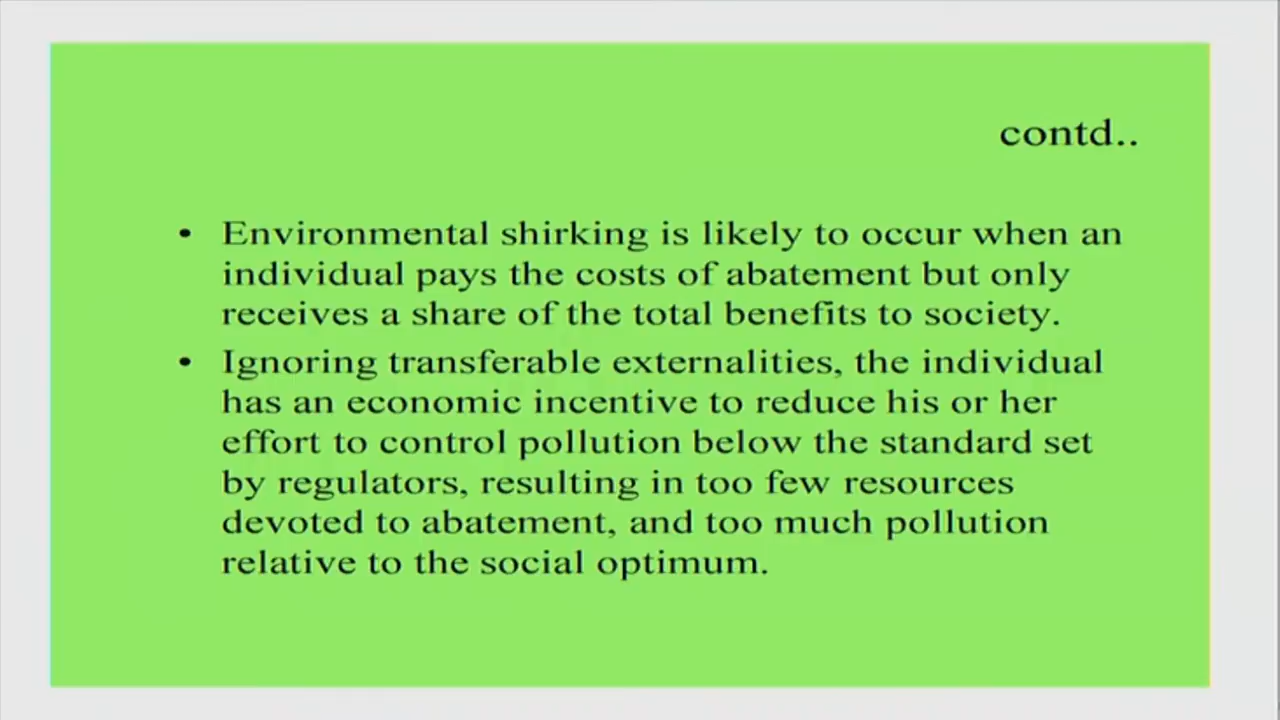 contd..
• Environmental shirking is likely to occur when an
individual pays the costs of abatement but only
receives a share of the total benefits to society.
• Ignoring transferable externalities, the individual
has an economic incentive to reduce his or her
effort to control pollution below the standard set
by regulators, resulting in too few resources
devoted to abatement, and too much pollution
relative to the social optimum.